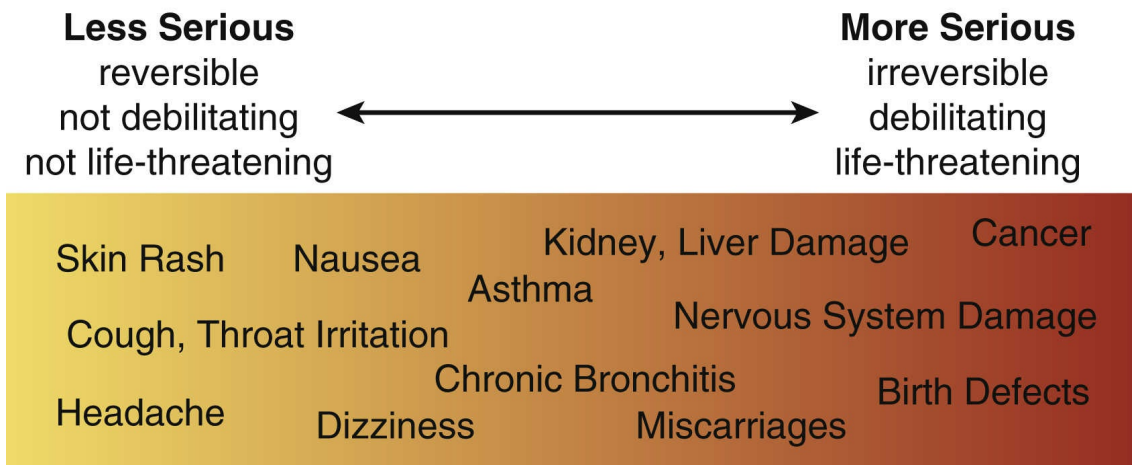 Less Serious
reversible
not debilitating
not life-threatening
More Serious
irreversible
debilitating
life-threatening
Skin Rash
Nausea
Kidney, Liver Damage
Cancer
Asthma
Cough, Throat Irritation
Nervous System Damage
Chronic Bronchitis
Birth Defects
Headache
Dizziness
Miscarriages